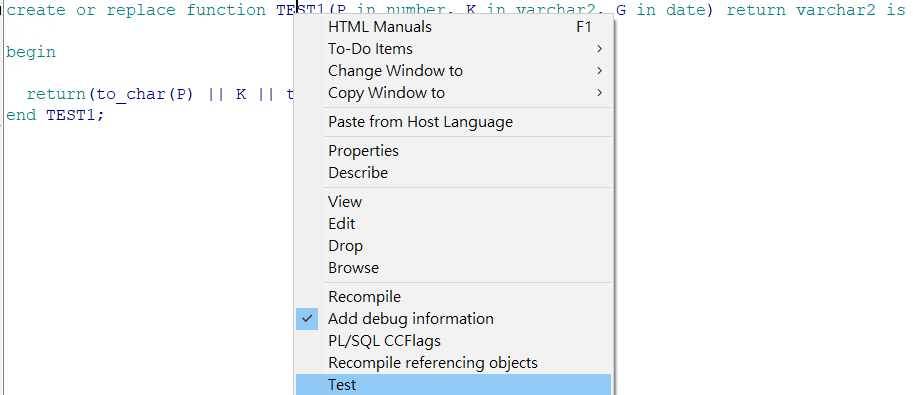 create or replace function TEST1(P in number, K in varchar2, G in date) return varchar2 is
HTML Manuals F1
To-Do Items
begin
Change Window to
return(to_char(P) || K || t
Copy Window to
end TEST1;
Paste from Host Language
Properties
Describe
View
Edit
Drop
Browse
Recompile
Add debug information
PL/SQL CCFlags
Recompile referencing objects
Test